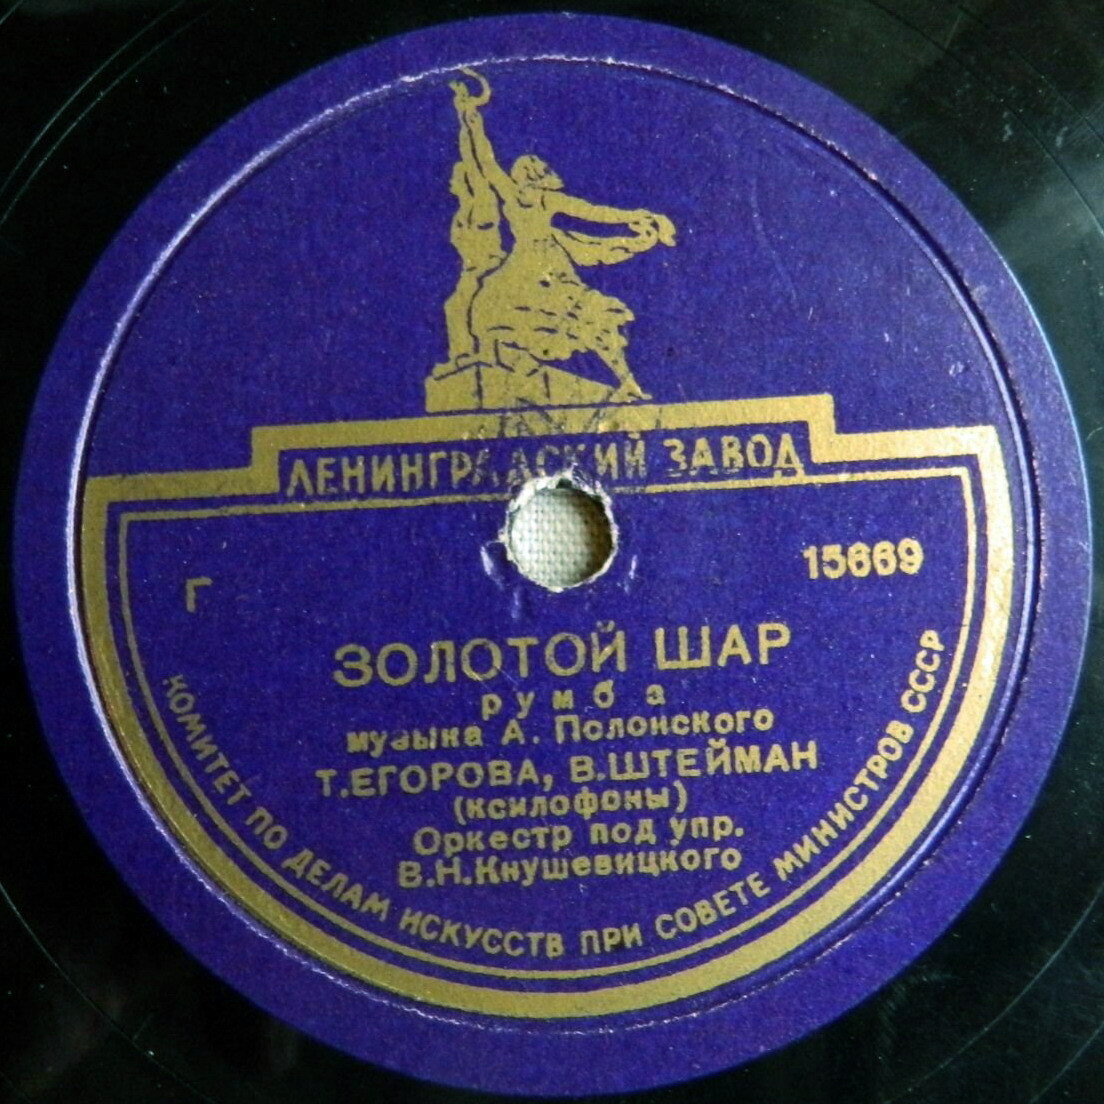 ЛЕНИНГРАДСКИЙ ЗАВОД
Г
15669
ЗОЛОТОЙ ШАР
румба
музыка А. Полонского
Т.ЕГОРОВА, В.ШТЕЙМАН
(ксилофоны)
Оркестр под упр.
В.Н.Кнушевицкого
КОМИТЕТ ПО ДЕЛАМ ИСКУССТВ ПРИ СОВЕТЕ МИНИСТРОВ СССР